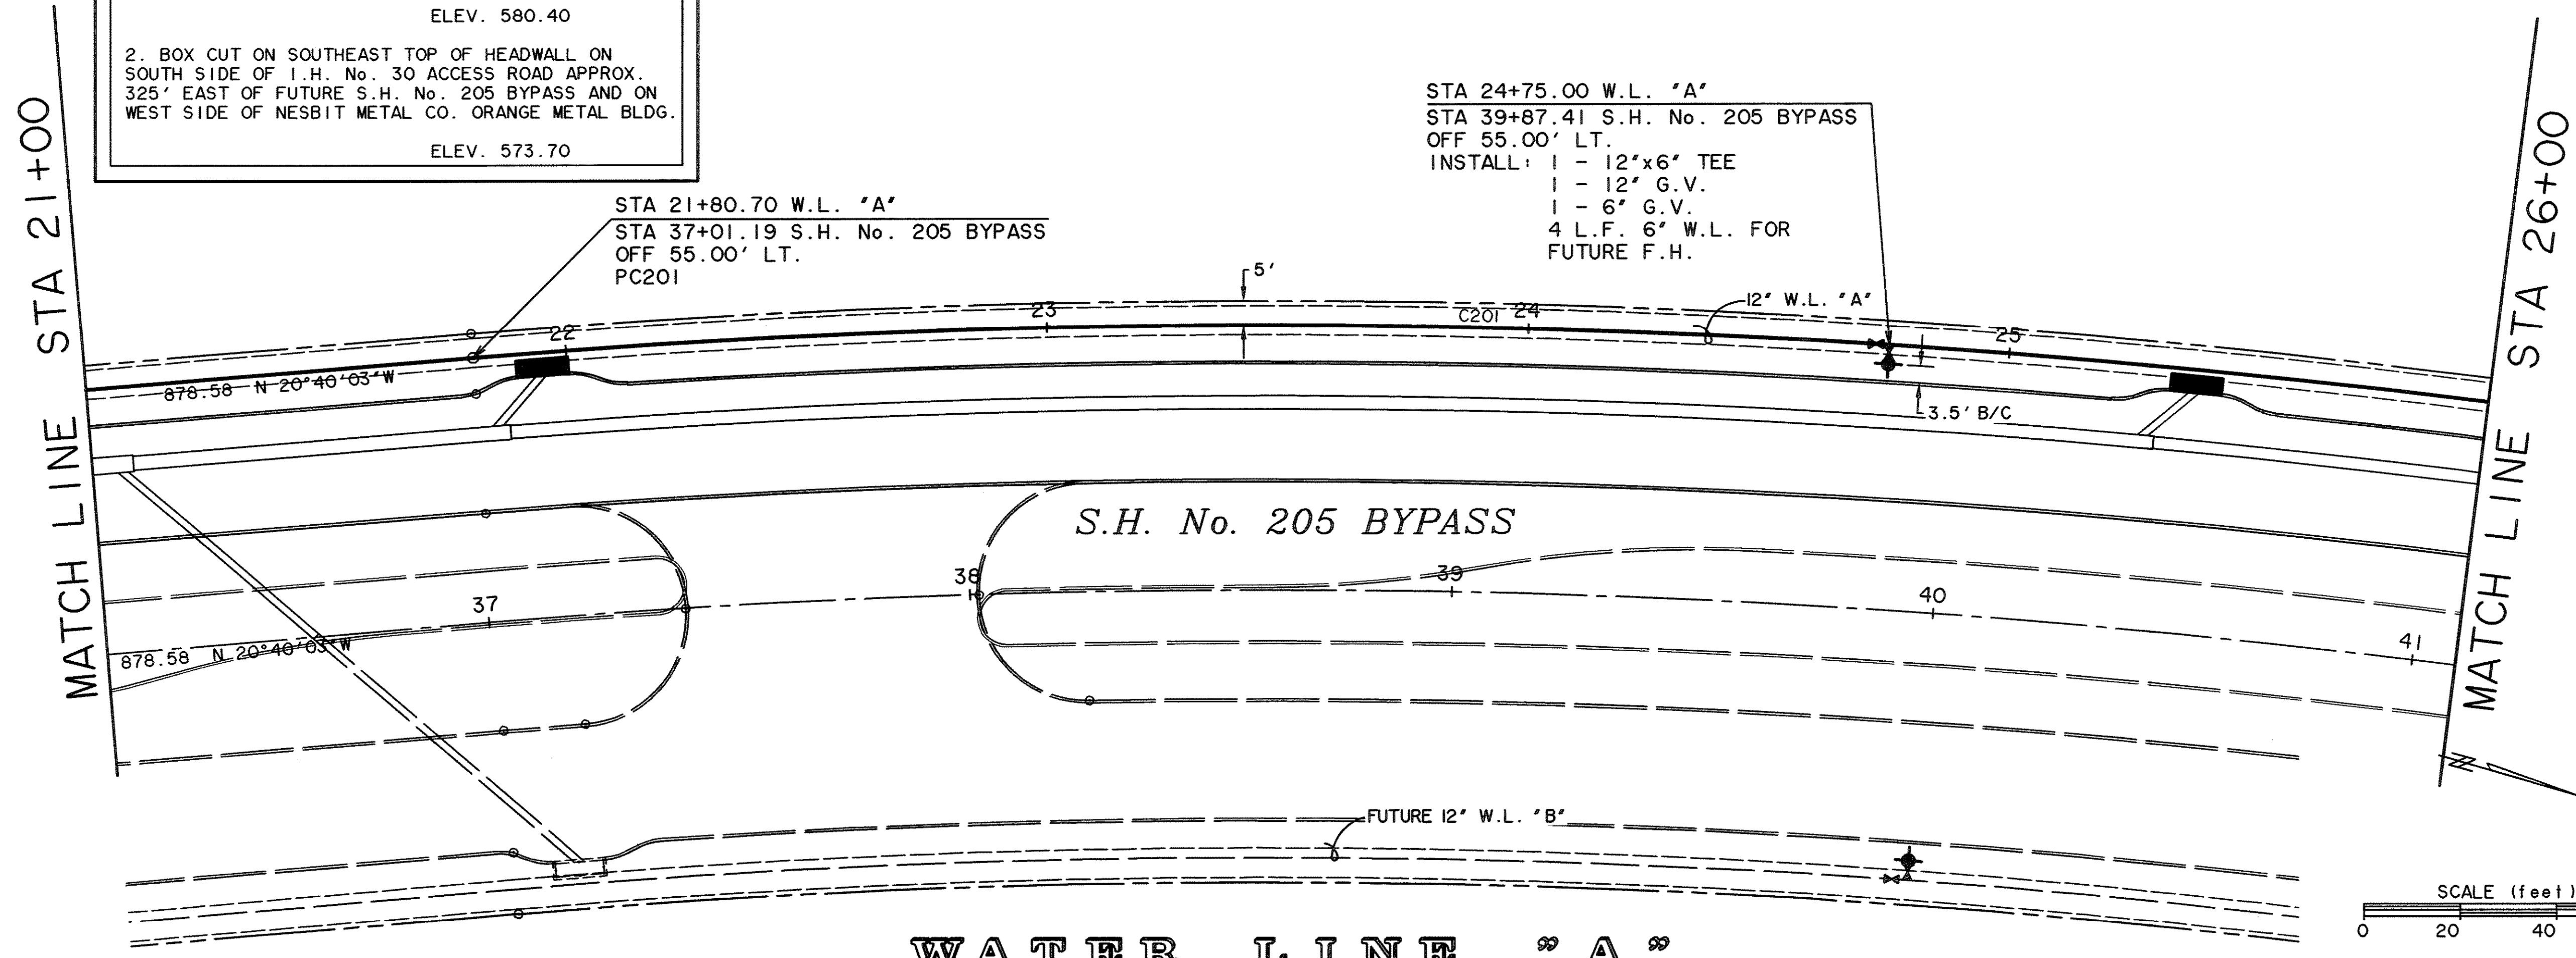 ELEV. 580.40
2. BOX CUT ON SOUTHEAST TOP OF HEADWALL ON
SOUTH SIDE OF I.H. No. 30 ACCESS ROAD APPROX.
325' EAST OF FUTURE S.H. No. 205 BYPASS AND ON
WEST SIDE OF NESBIT METAL CO. ORANGE METAL BLDG.
ELEV. 573.70
STA 21+80.70 W.L. "A"
STA 37+01.19 S.H. No. 205 BYPASS
OFF 55.00' LT.
PC201
STA 24+75.00 W.L. "A"
STA 39+87.41 S.H. No. 205 BYPASS
OFF 55.00' LT.
INSTALL: 1 - 12"x6" TEE
1 - 12" G.V.
1 - 6" G.V.
4 L.F. 6" W.L. FOR
FUTURE F.H.
MATCH LINE STA 21+00
MATCH LINE STA 26+00
5'
22
23
C201
24
12" W.L. "A"
25
878.58 N 20°40'03"W
3.5' B/C
S.H. No. 205 BYPASS
37
38
39
40
41
878.58 N 20°40'03"W
N
FUTURE 12" W.L. "B"
SCALE (feet)
0 20 40
WATER LINE "A"